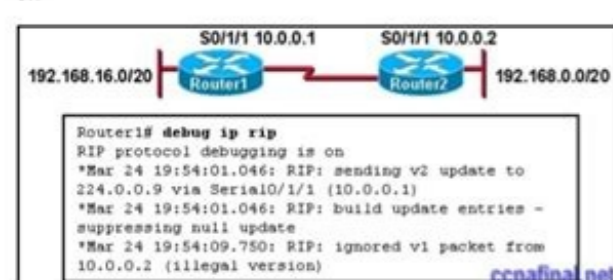 S0/1/1 10.0.0.1 S0/1/1 10.0.0.2
192.168.16.0/20 Router1 Router2 192.168.0.0/20
Router1# debug ip rip
RIP protocol debugging is on
*Mar 24 19:54:01.046: RIP: sending v2 update to
224.0.0.9 via Serial0/1/1 (10.0.0.1)
*Mar 24 19:54:01.046: RIP: build update entries -
suppressing null update
*Mar 24 19:54:09.750: RIP: ignored v1 packet from
10.0.0.2 (illegal version)
ccnafinal.net